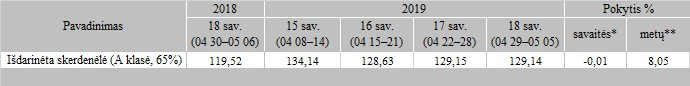 Pavadinimas 2018 2019 Pokytis %
18 sav. (04 30–05 06) 15 sav. (04 08–14) 16 sav. (04 15–21) 17 sav. (04 22–28) 18 sav. (04 29–05 05) savaitės* metų**
Išdarinėta skerdenėlė (A klasė, 65%) 119,52 134,14 128,63 129,15 129,14 -0,01 8,05